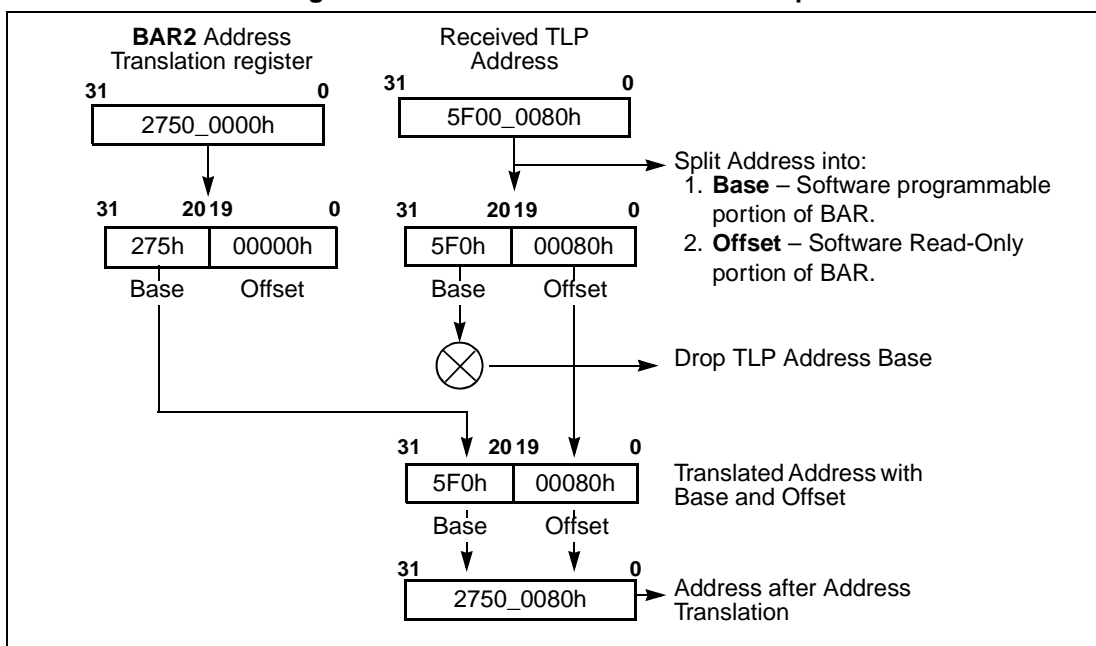 BAR2 Address
Translation register
Received TLP
Address
31 0
2750_0000h
31 0
5F00_0080h
Split Address into:
1. Base – Software programmable
portion of BAR.
2. Offset – Software Read-Only
portion of BAR.
31 20 19 0
275h 00000h
Base Offset
31 20 19 0
5F0h 00080h
Base Offset
Drop TLP Address Base
31 20 19 0
5F0h 00080h
Base Offset
Translated Address with
Base and Offset
31 0
2750_0080h
Address after Address
Translation